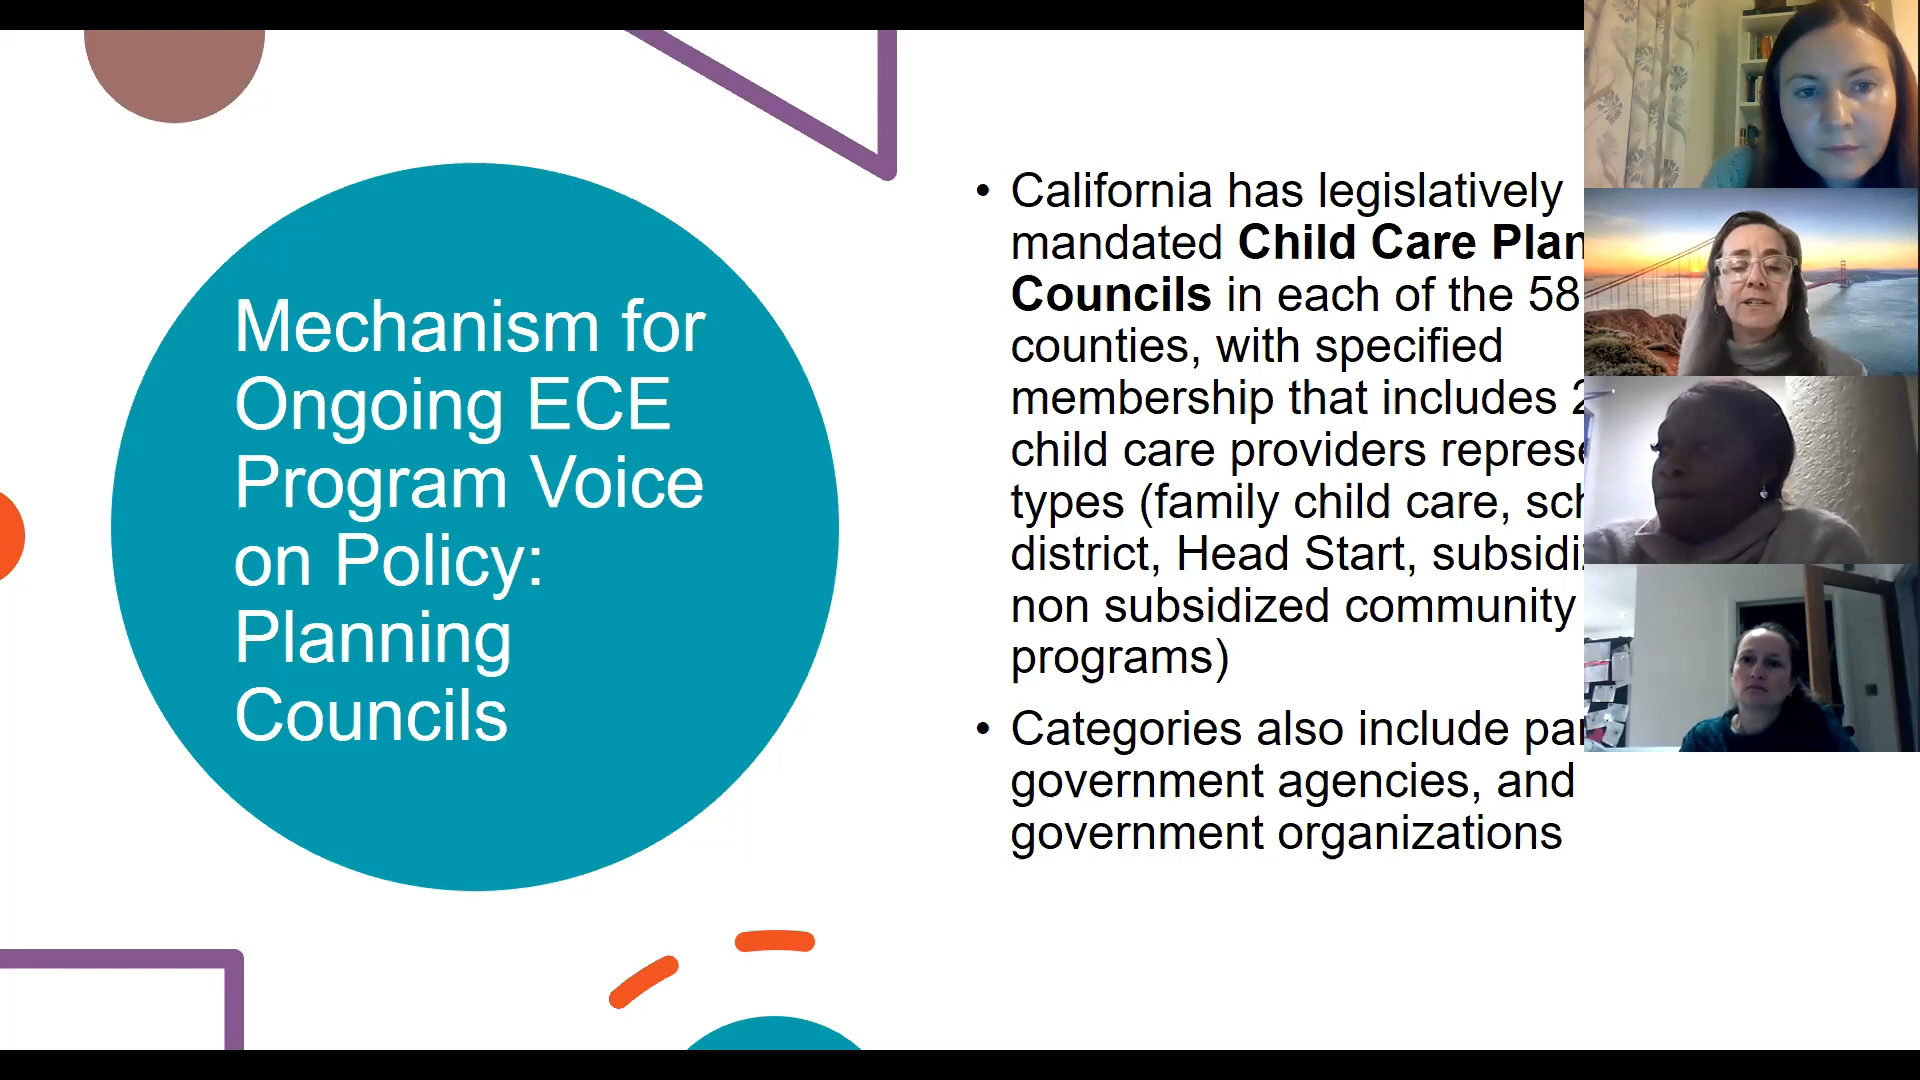 Mechanism for
Ongoing ECE
Program Voice
on Policy:
Planning
Councils
• California has legislatively
mandated Child Care Plan
Councils in each of the 58
counties, with specified
membership that includes
child care providers represe
types (family child care, sch
district, Head Start, subsidi
non subsidized community
programs)
• Categories also include pa
government agencies, and
government organizations